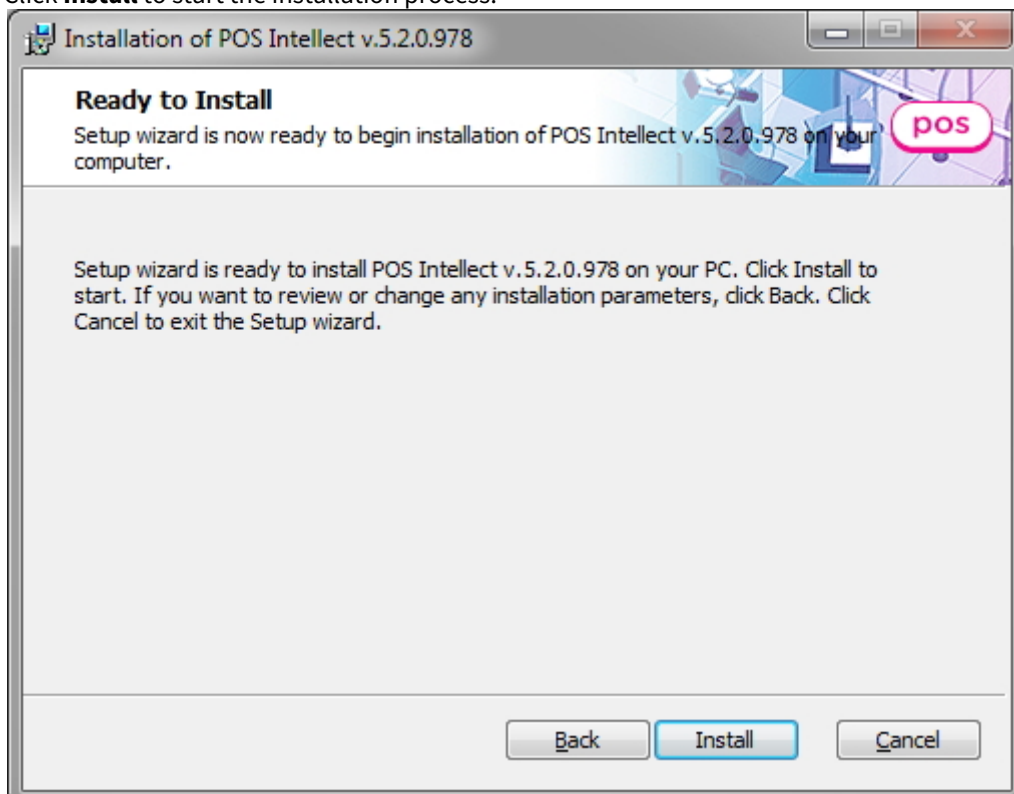 Click Install to start the installation process.
Installation of POS Intellect v.5.2.0.978
Ready to Install
Setup wizard is now ready to begin installation of POS Intellect v.5.2.0.978 on your
computer.
pos
Setup wizard is ready to install POS Intellect v.5.2.0.978 on your PC. Click Install to
start. If you want to review or change any installation parameters, click Back. Click
Cancel to exit the Setup wizard.
Back Install Cancel